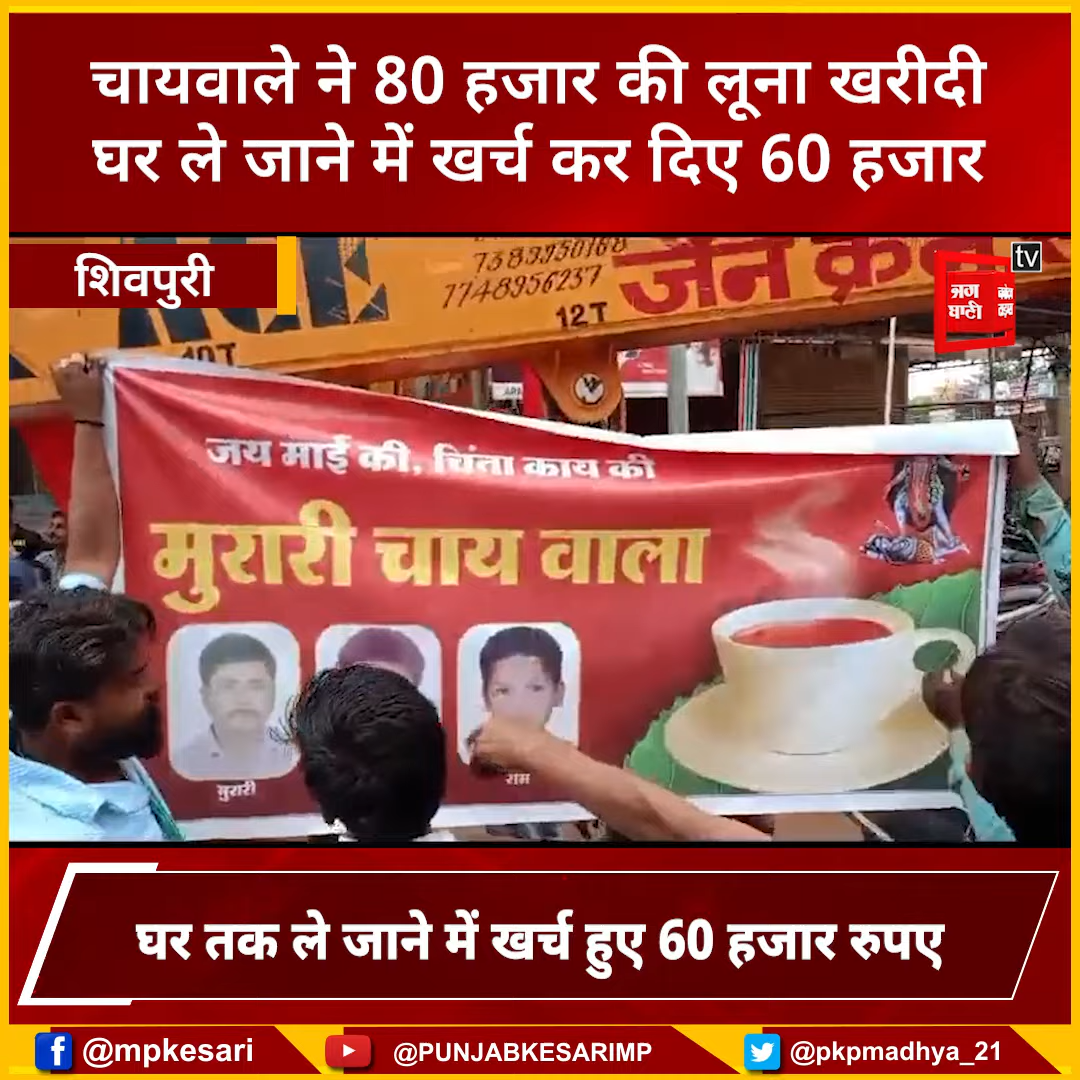 चायवाले ने 80 हजार की लूना खरीदी
घर ले जाने में खर्च कर दिए 60 हजार
शिवपुरी
7748956237
जैन
12T
10T
tv
जय माई की, चिंता काय की
मुरारी चाय वाला
मुरारी
राम
घर तक ले जाने में खर्च हुए 60 हजार रुपए
@mpkesari
@PUNJABKESARIMP
@pkpmadhya_21